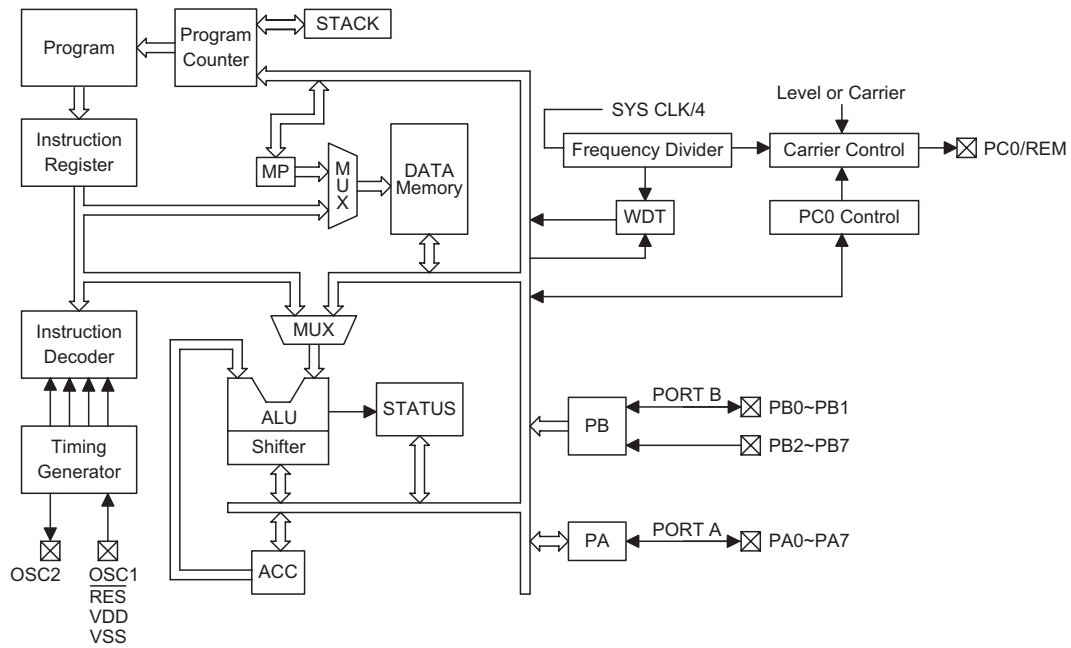 Program
Program
Counter
STACK
Instruction
Register
MP
M
U
X
DATA
Memory
SYS CLK/4
Frequency Divider
WDT
Level or Carrier
Carrier Control
PC0/REM
PC0 Control
Instruction
Decoder
MUX
ALU
Shifter
STATUS
Timing
Generator
OSC2
OSC1
RES
VDD
VSS
ACC
PB
PORT B
PB0~PB1
PB2~PB7
PA
PORT A
PA0~PA7